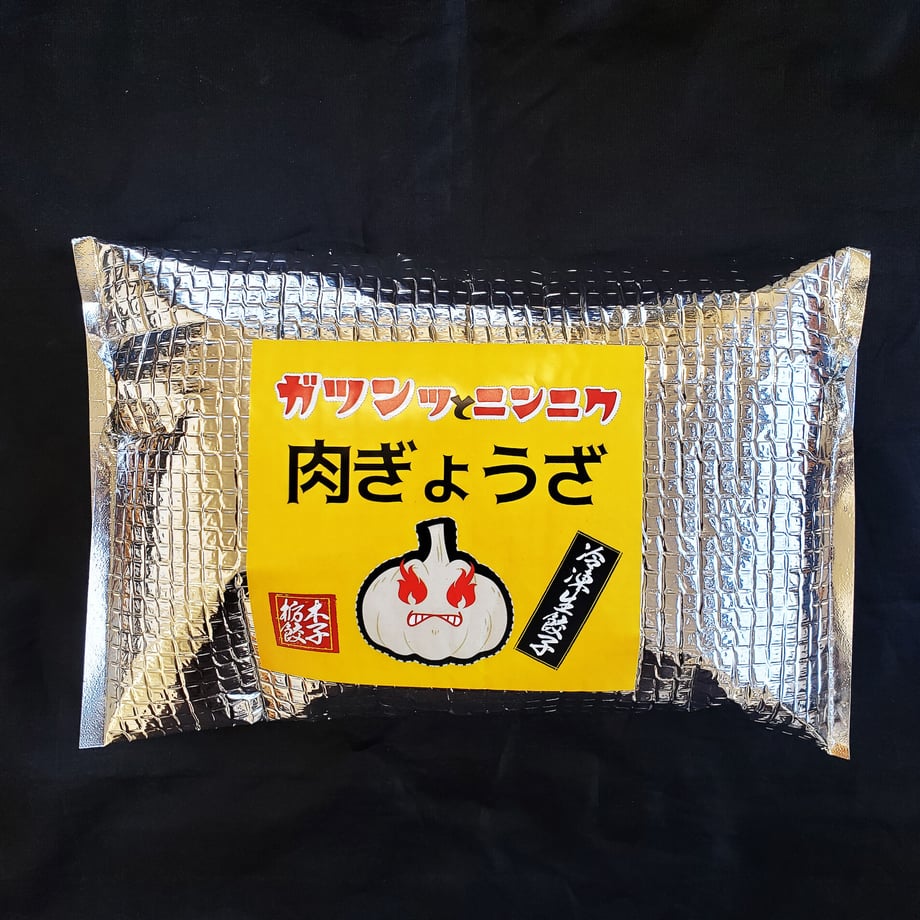 ガツンッとニンニク
肉ぎょうざ
冷凍生餃子
栃木
餃子